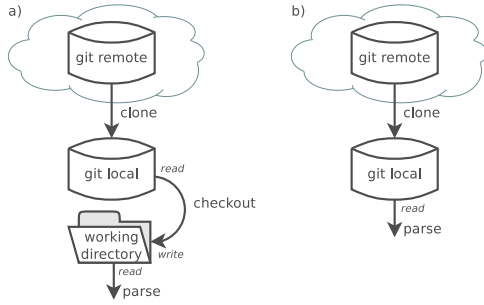 a)
git remote
clone
git local
read
checkout
working
directory
write
read
parse
b)
git remote
clone
git local
read
parse